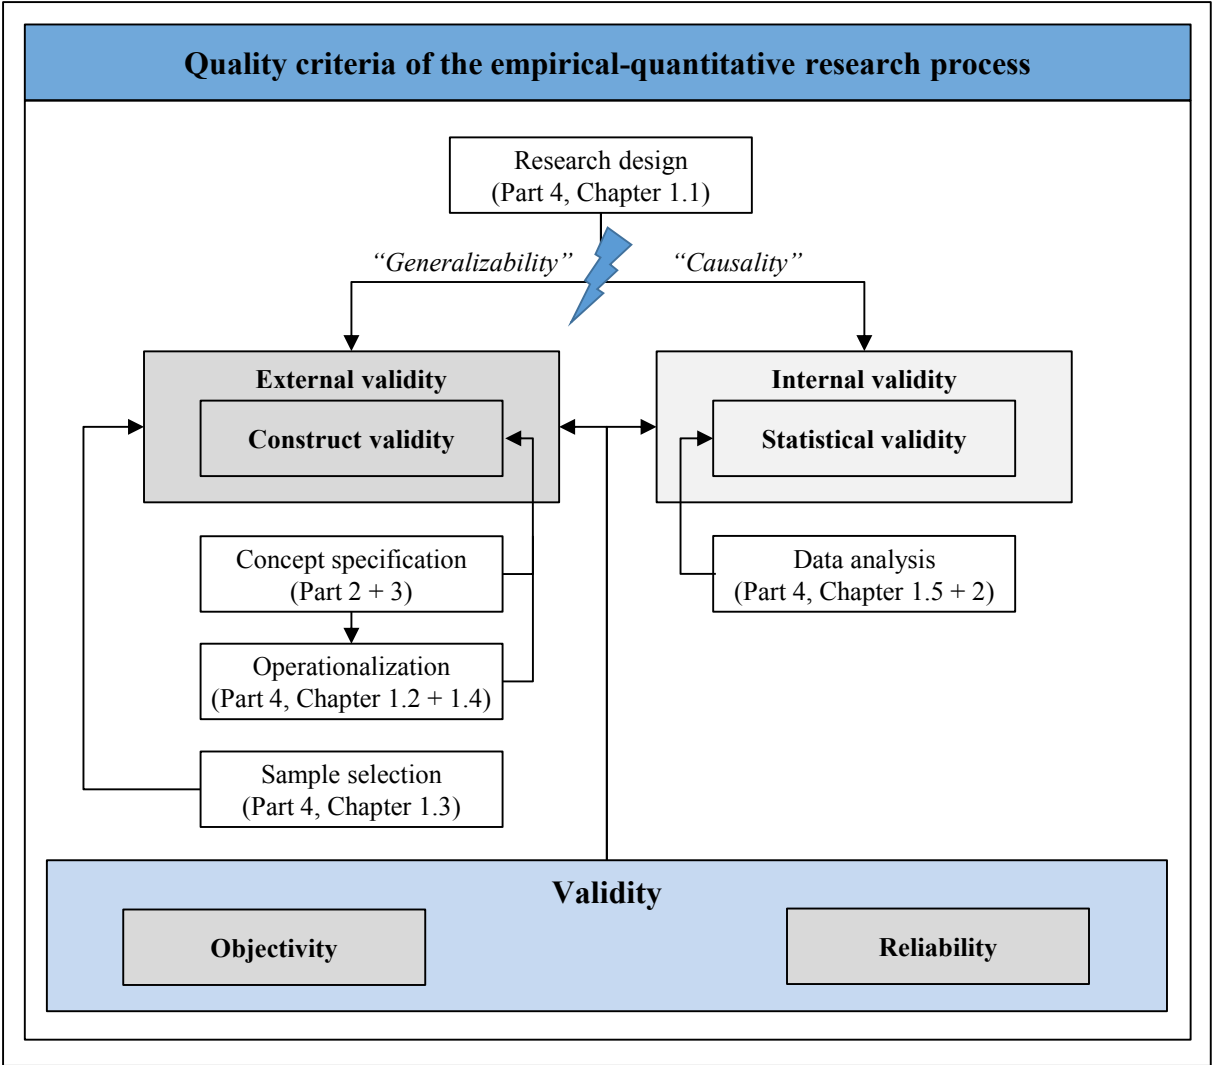 Quality criteria of the empirical-quantitative research process
Research design
(Part 4, Chapter 1.1)
“Generalizability”
“Causality”
External validity
Construct validity
Internal validity
Statistical validity
Concept specification
(Part 2 + 3)
Data analysis
(Part 4, Chapter 1.5 + 2)
Operationalization
(Part 4, Chapter 1.2 + 1.4)
Sample selection
(Part 4, Chapter 1.3)
Validity
Objectivity
Reliability